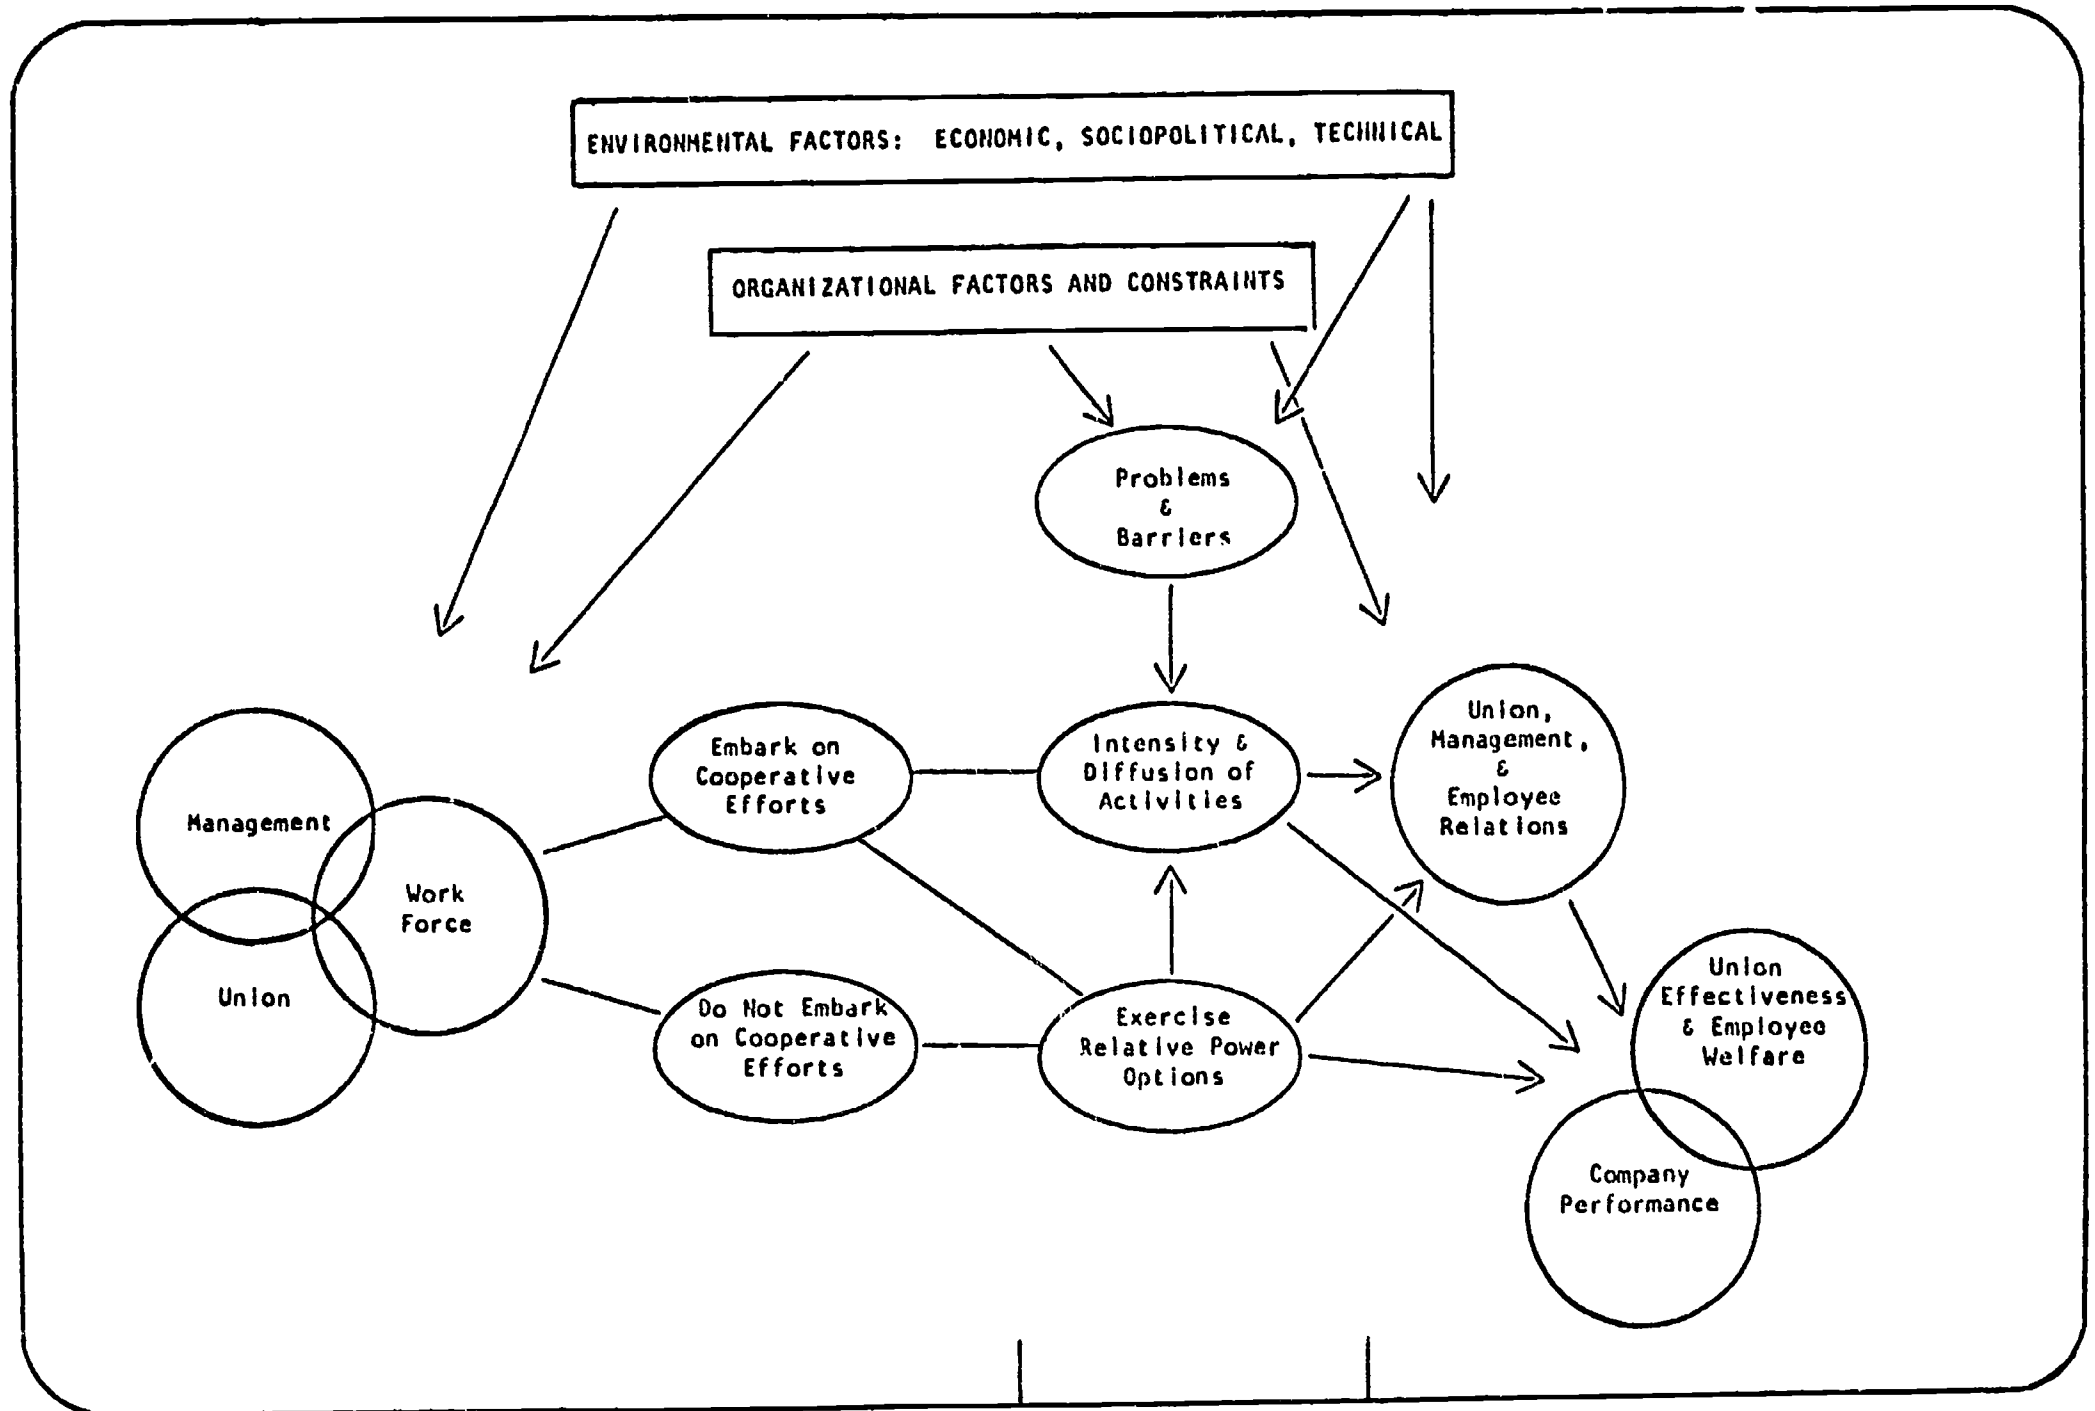 ENVIRONMENTAL FACTORS: ECONOMIC, SOCIOPOLITICAL, TECHNICAL
ORGANIZATIONAL FACTORS AND CONSTRAINTS
Problems
&
Barriers
Management
Union
Work
Force
Embark on
Cooperative
Efforts
Do Not Embark
on Cooperative
Efforts
Intensity &
Diffusion of
Activities
Exercise
Relative Power
Options
Union,
Management,
&
Employee
Relations
Union
Effectiveness
& Employee
Welfare
Company
Performance